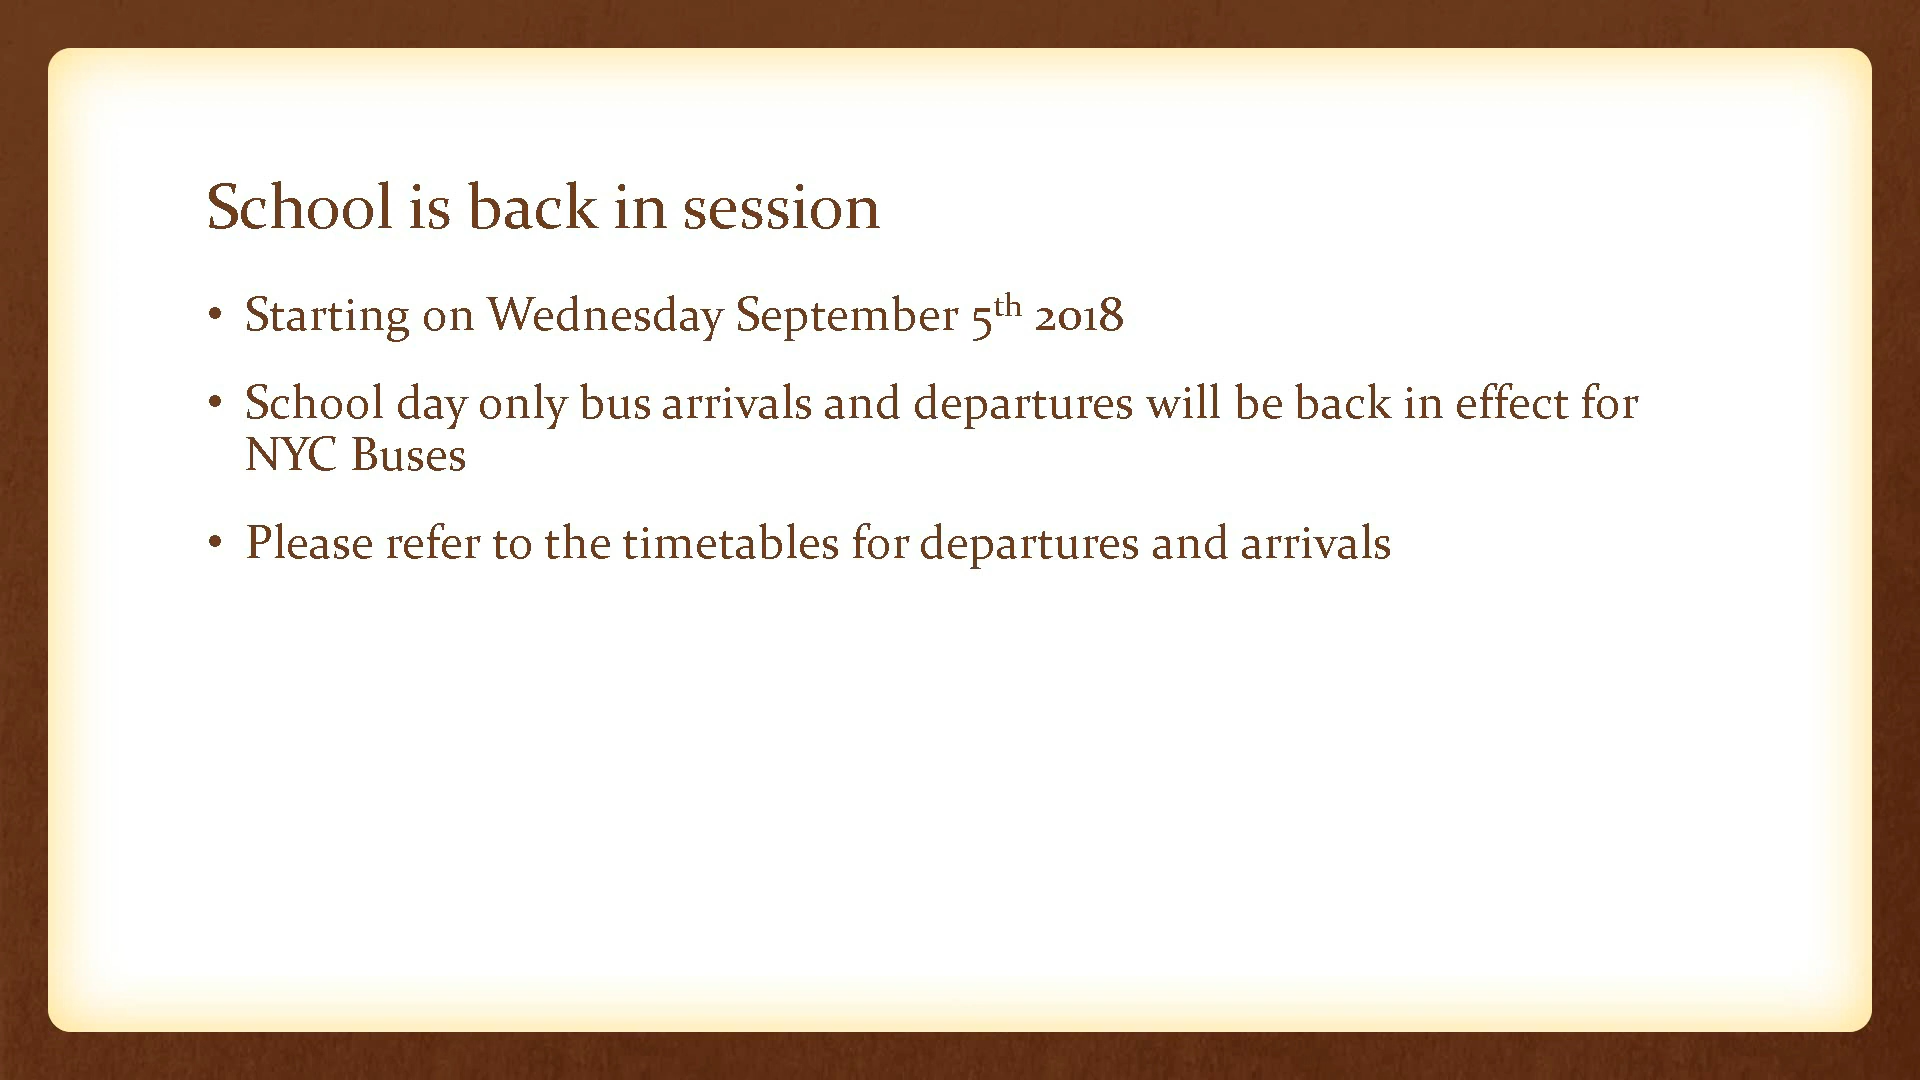 School is back in session
• Starting on Wednesday September 5th 2018
• School day only bus arrivals and departures will be back in effect for
NYC Buses
• Please refer to the timetables for departures and arrivals